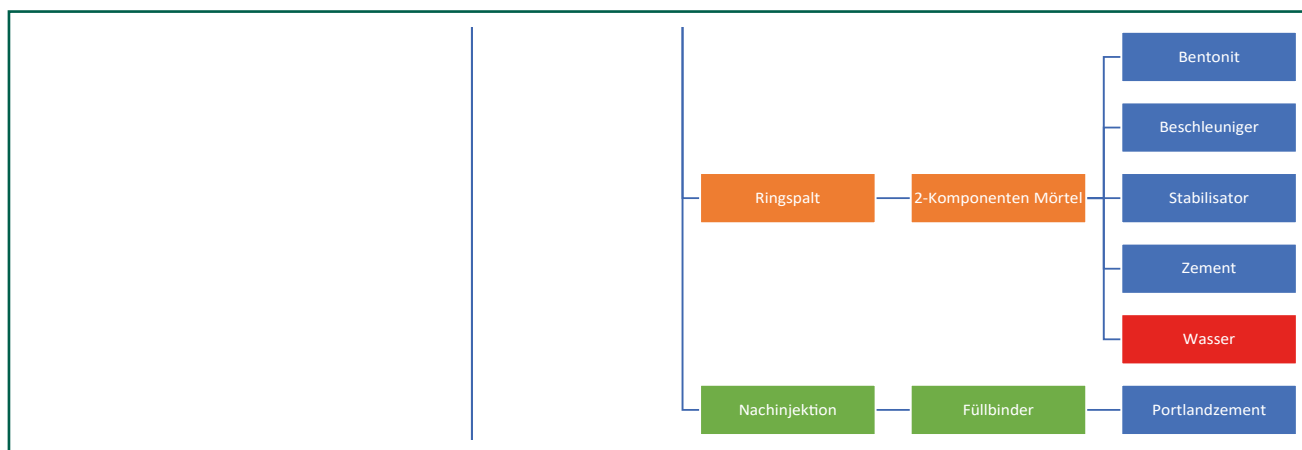 Bentonit
Beschleuniger
Ringspalt
2-Komponenten Mörtel
Stabilisator
Zement
Wasser
Nachinjektion
Füllbinder
Portlandzement